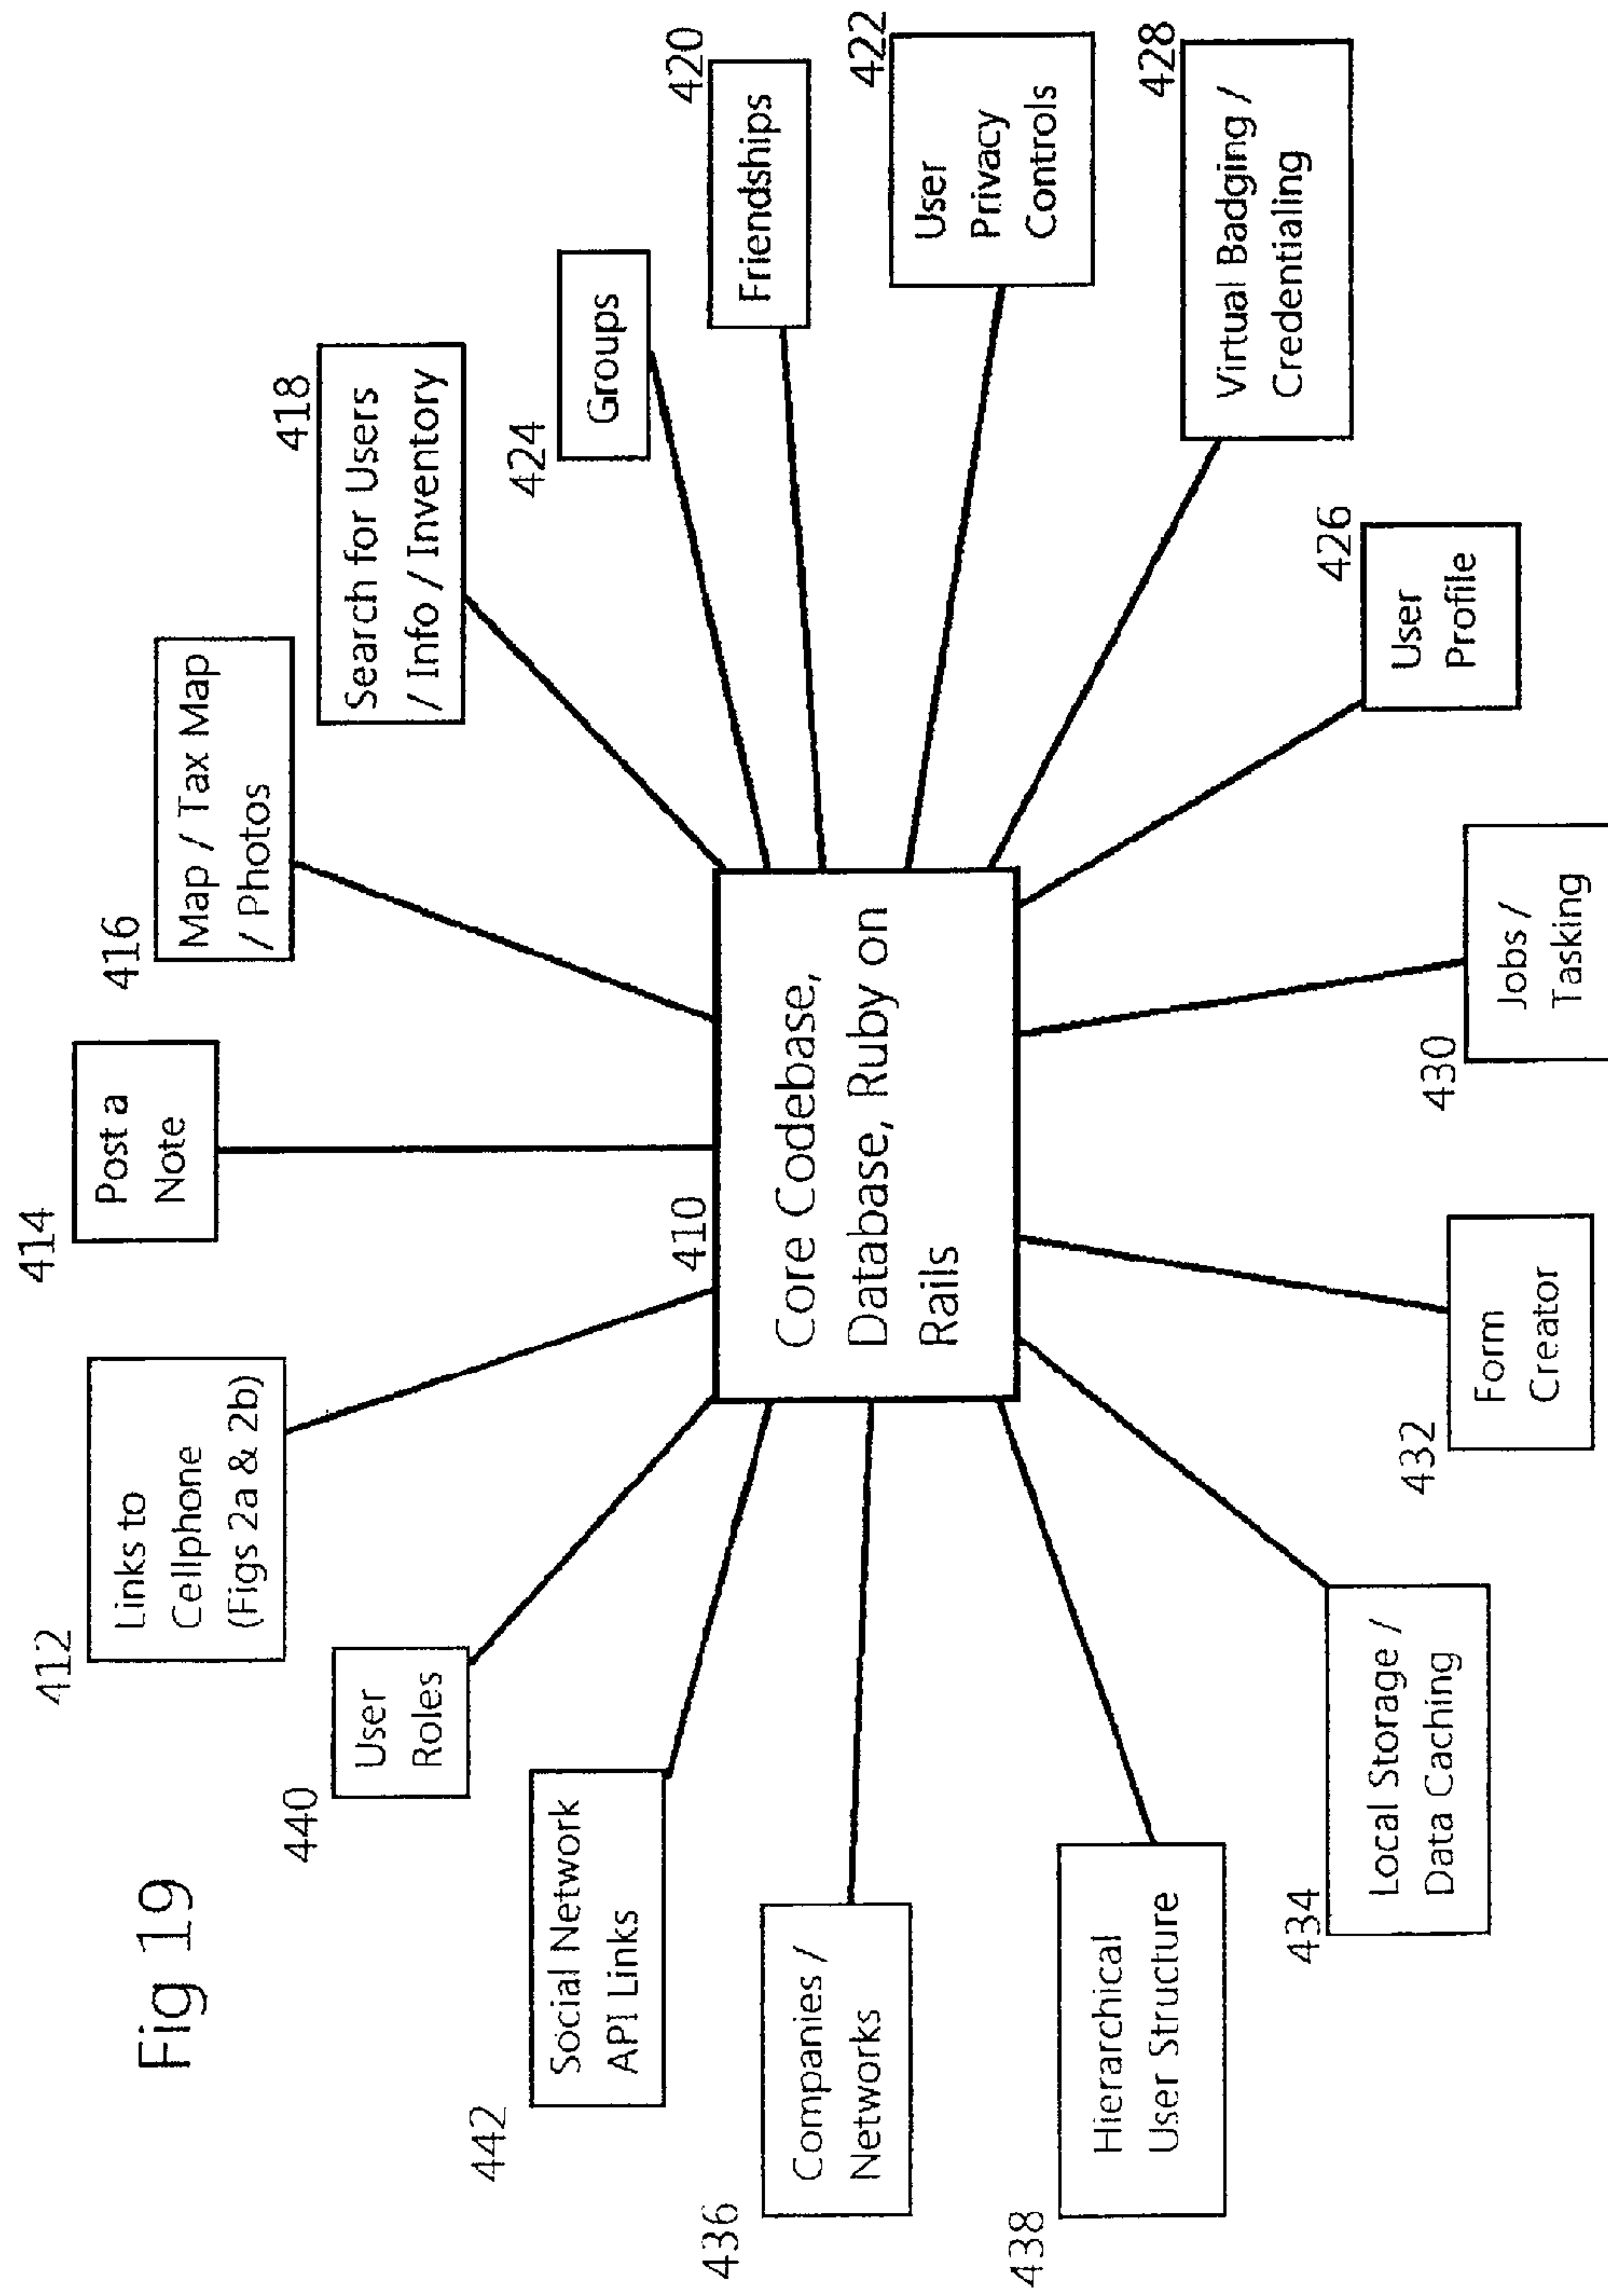 Fig 19
412
Links to
Cellphone
(Figs 2a & 2b)
414
Post a
Note
416
Map / Tax Map
/ Photos
418
Search for Users
/ Info / Inventory
424
Groups
420
Friendships
422
User
Privacy
Controls
428
Virtual Badging /
Credentialing
426
User
Profile
430
Jobs /
Tasking
432
Form
Creator
434
Local Storage /
Data Caching
438
Hierarchical
User Structure
436
Companies /
Networks
442
Social Network
API Links
440
User
Roles
410
Core Codebase,
Database, Ruby on
Rails